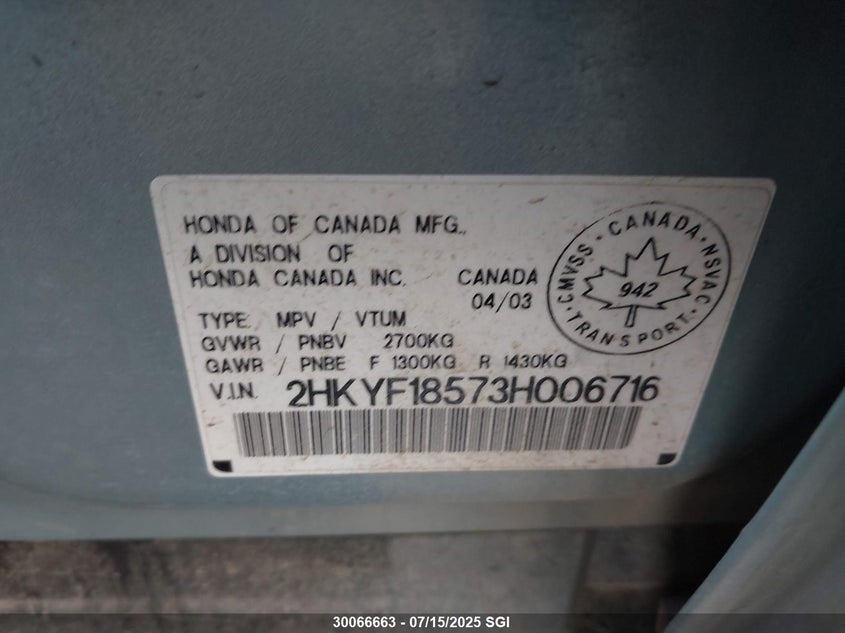 HONDA OF CANADA MFG.,
A DIVISION OF
HONDA CANADA INC. CANADA
04/03
TYPE: MPV / VTUM
GVWR / PNBV 2700KG
GAWR / PNBE F 1300KG R 1430KG
V.I.N. 2HKYF18573H006716
CMVSS · CANADA · NSVAC
942
TRANSPORT
30066663 - 07/15/2025 SGI